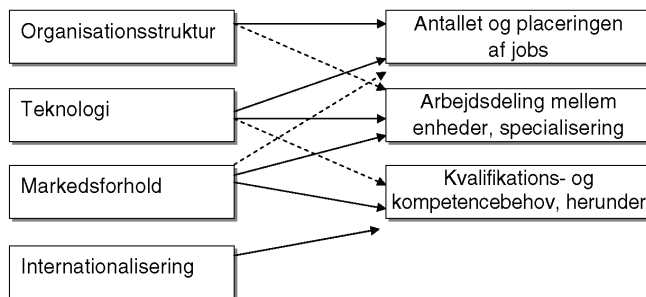 Organisationsstruktur
Antallet og placeringen
af jobs
Teknologi
Arbejdsdeling mellem
enheder, specialisering
Markedsforhold
Kvalifikations- og
kompetencebehov, herunder
Internationalisering